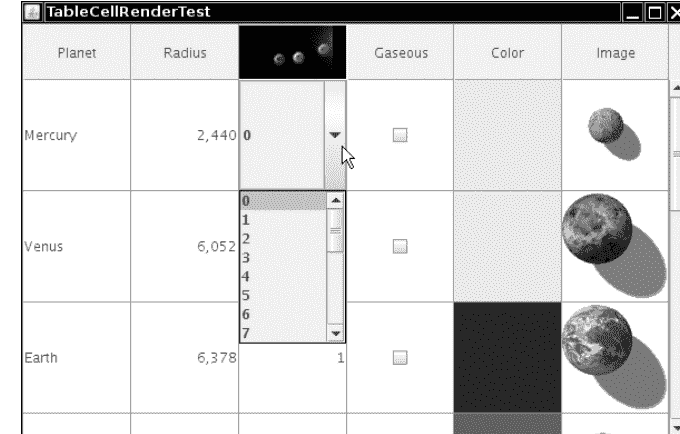 TableCellRenderTest
Planet Radius Gaseous Color Image
Mercury 2,440 0
0
1
Venus 6,052 2
3
4
5
6
7
Earth 6,378 1